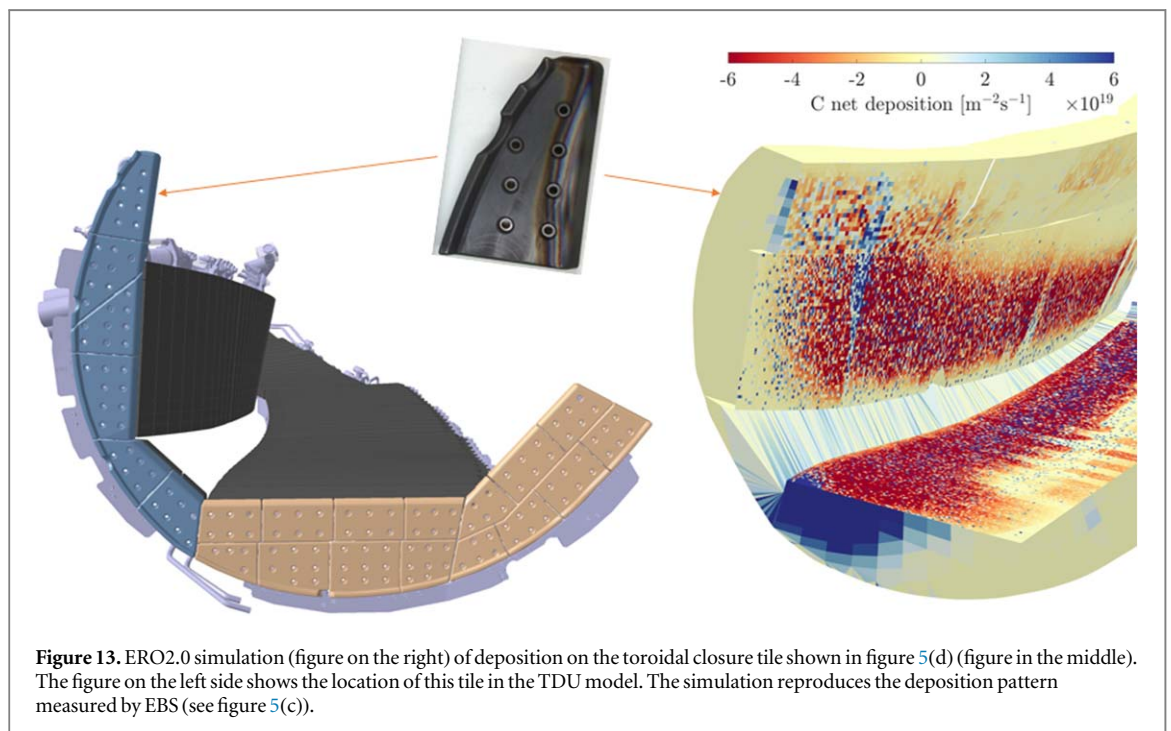 -6 -4 -2 0 2 4 6
C net deposition [m⁻²s⁻¹] ×10¹⁹
Figure 13. ERO2.0 simulation (figure on the right) of deposition on the toroidal closure tile shown in figure 5(d) (figure in the middle).
The figure on the left side shows the location of this tile in the TDU model. The simulation reproduces the deposition pattern
measured by EBS (see figure 5(c)).